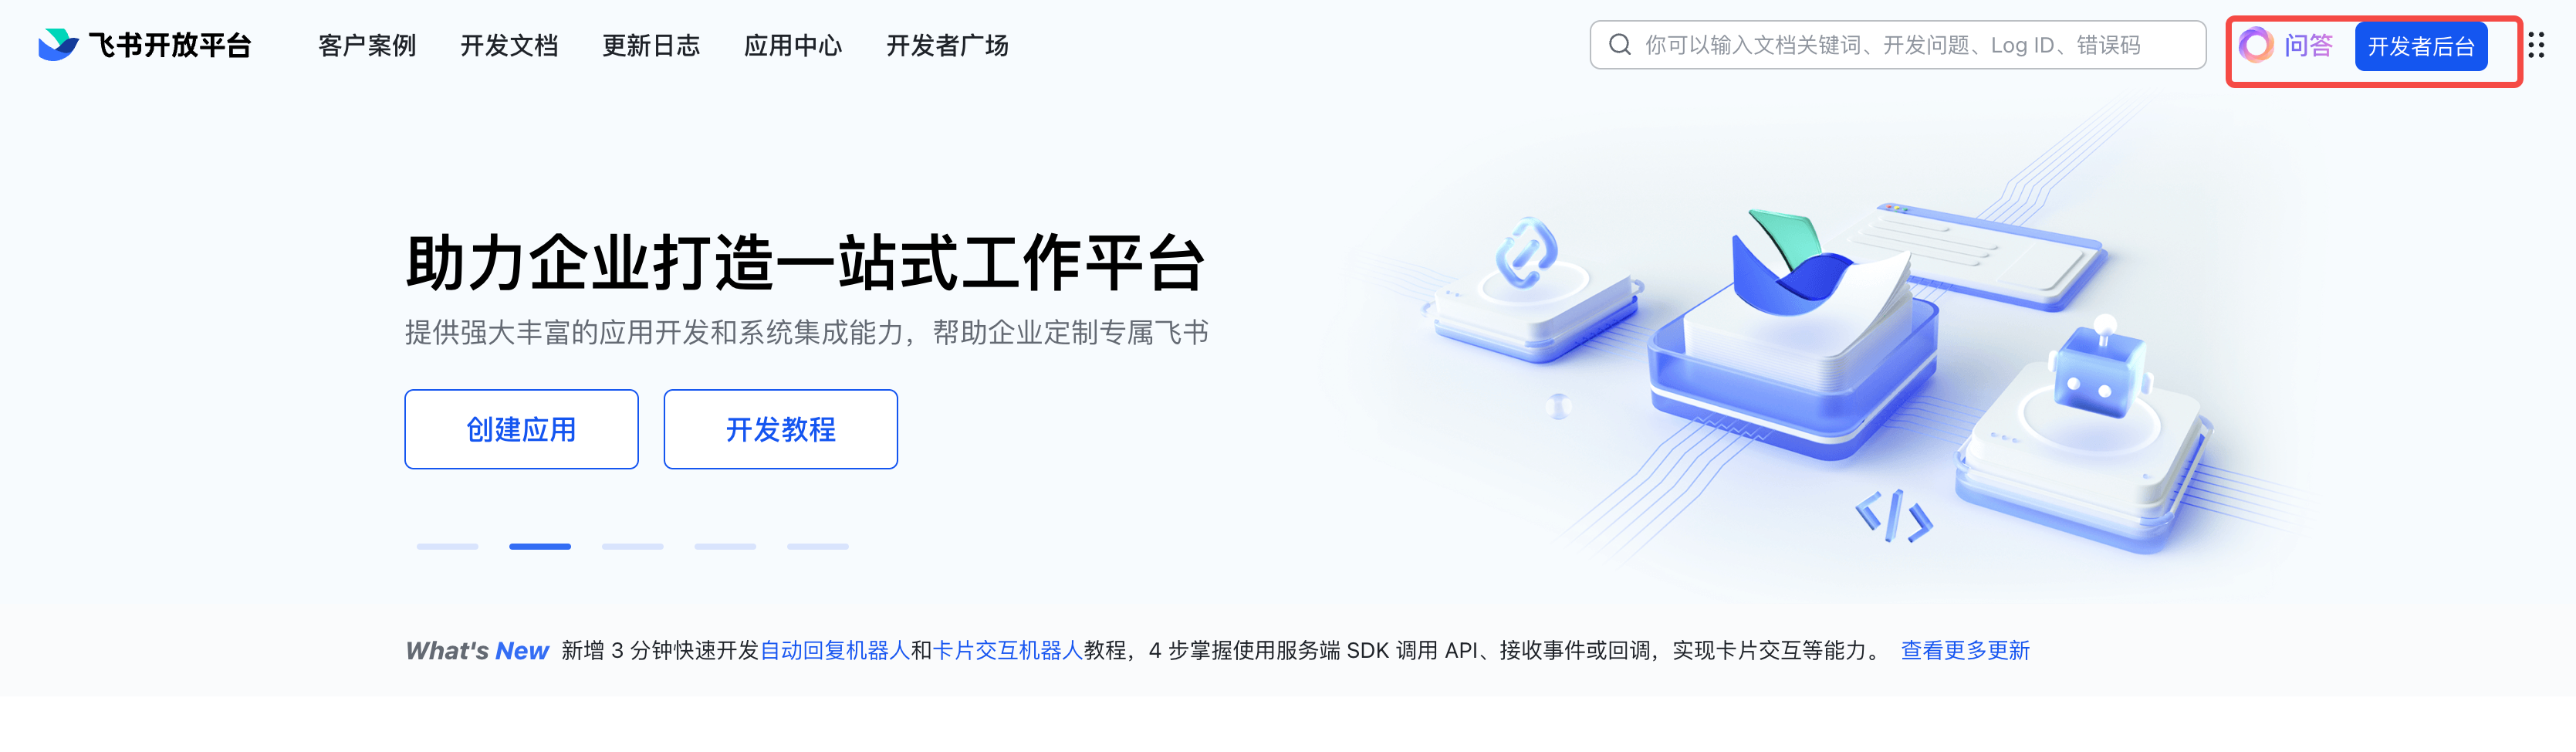 飞书开放平台 客户案例 开发文档 更新日志 应用中心 开发者广场 你可以输入文档关键词、开发问题、Log ID、错误码 问答 开发者后台
助力企业打造一站式工作平台
提供强大丰富的应用开发和系统集成能力，帮助企业定制专属飞书
创建应用 开发教程
What's New 新增 3 分钟快速开发自动回复机器人和卡片交互机器人教程，4 步掌握使用服务端 SDK 调用 API、接收事件或回调，实现卡片交互等能力。 查看更多更新